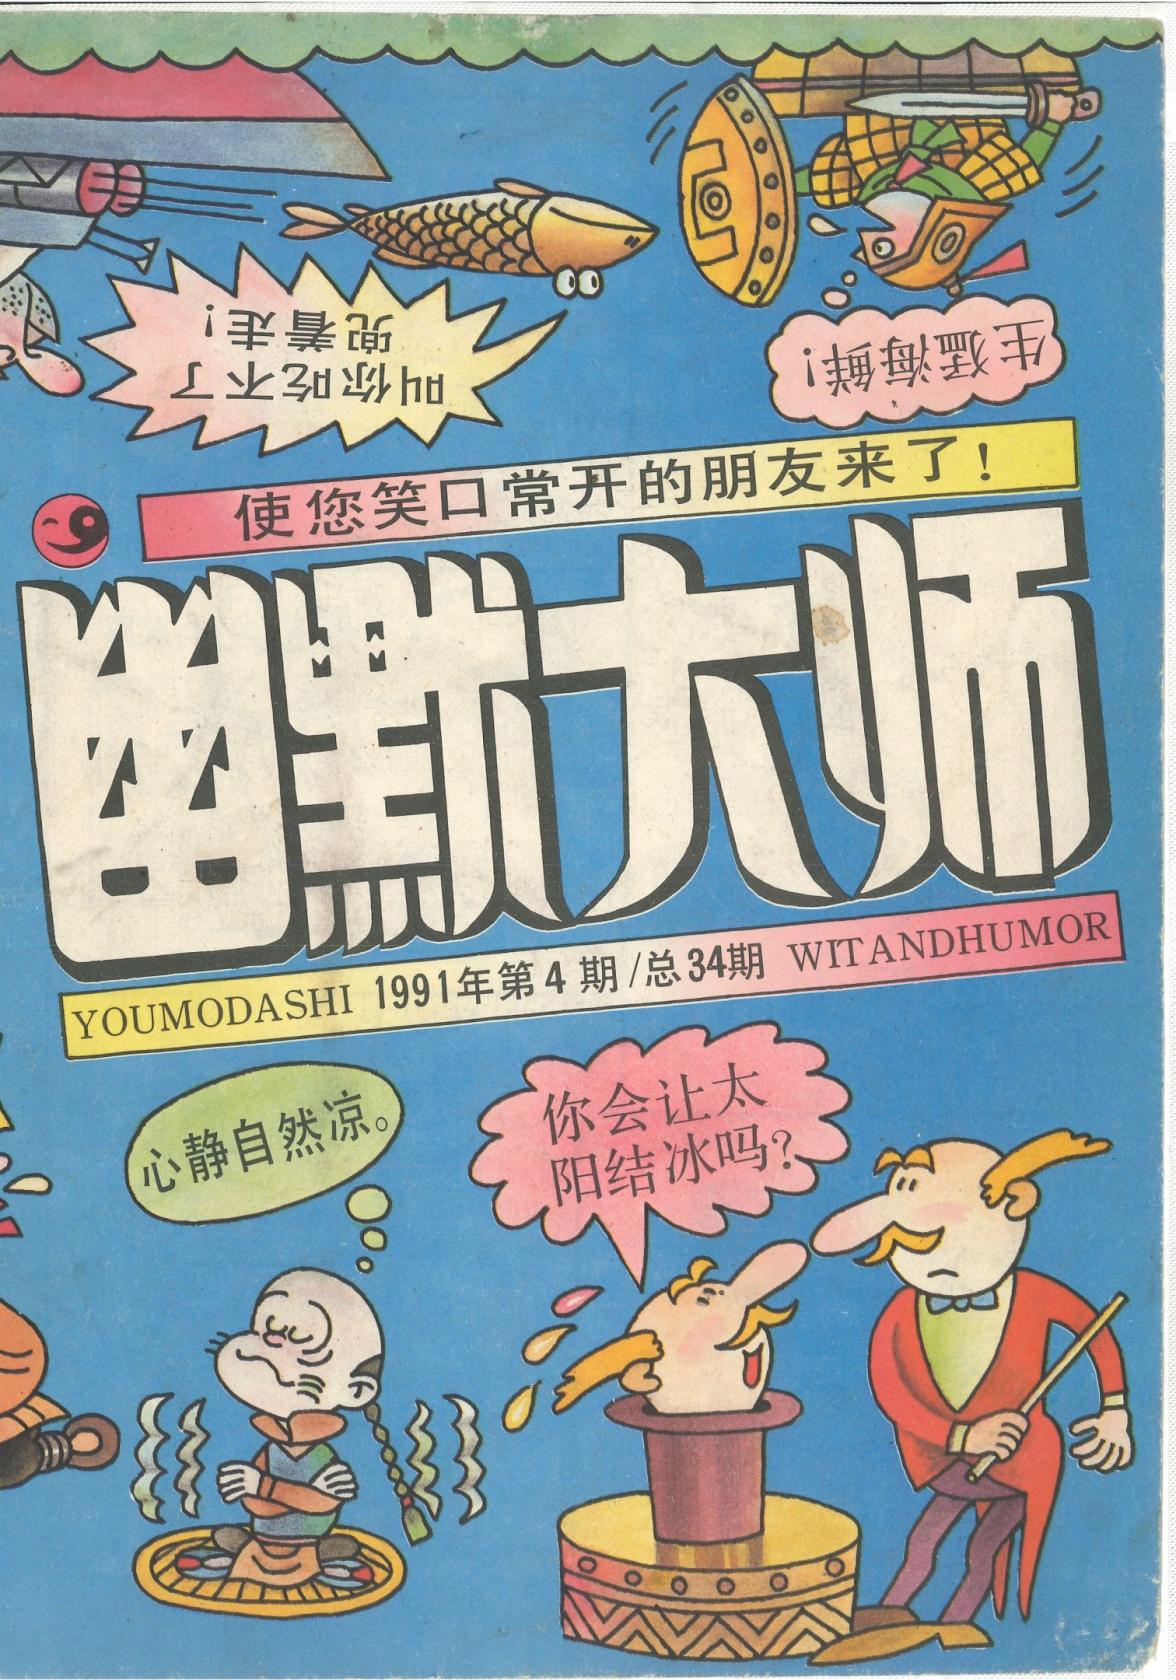 叫你吃不了
兜着走！
生猛海鲜！
使您笑口常开的朋友来了！
幽默大师
YOUMODASHI 1991年第4期/总34期 WITANDHUMOR
心静自然凉。
你会让太
阳结冰吗？